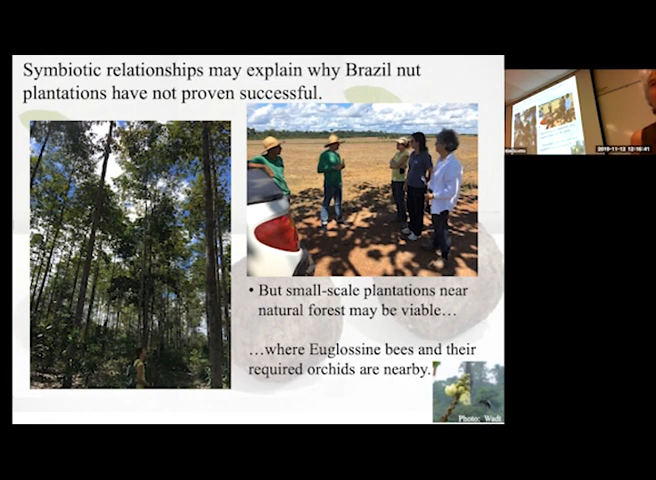 Symbiotic relationships may explain why Brazil nut
plantations have not proven successful.
• But small-scale plantations near
natural forest may be viable…
…where Euglossine bees and their
required orchids are nearby.
Photo: Wadt